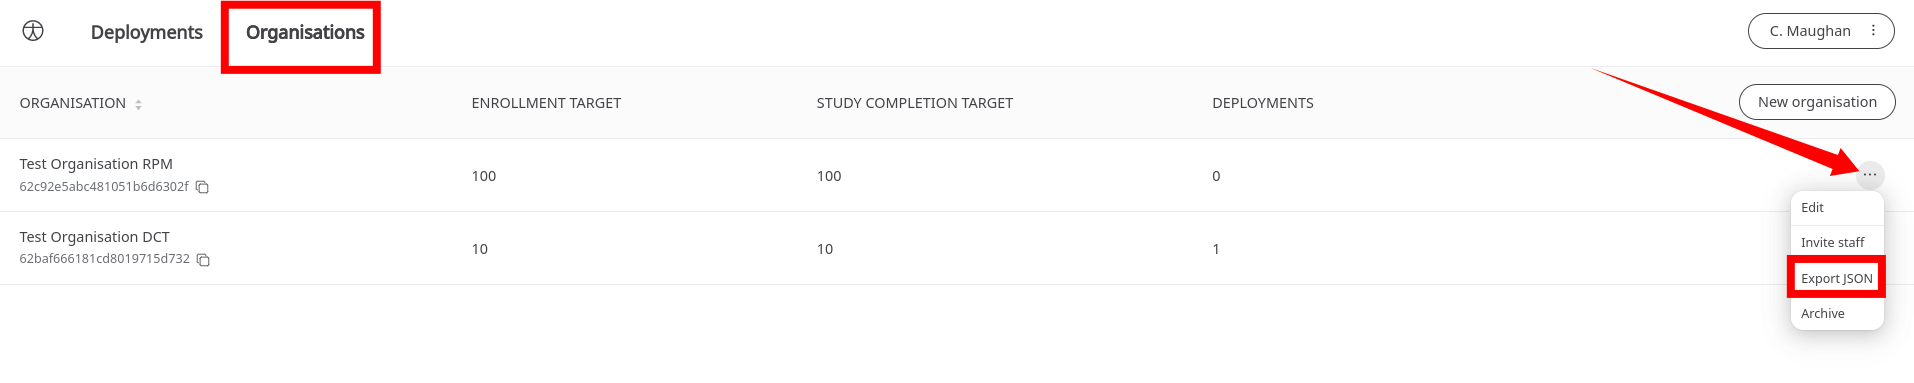 Deployments Organisations C. Maughan
ORGANISATION ENROLLMENT TARGET STUDY COMPLETION TARGET DEPLOYMENTS New organisation
Test Organisation RPM
62c92e5abc481051b6d6302f
100 100 0
Edit
Invite staff
Test Organisation DCT
62baf666181cd8019715d732
10 10 1
Export JSON
Archive